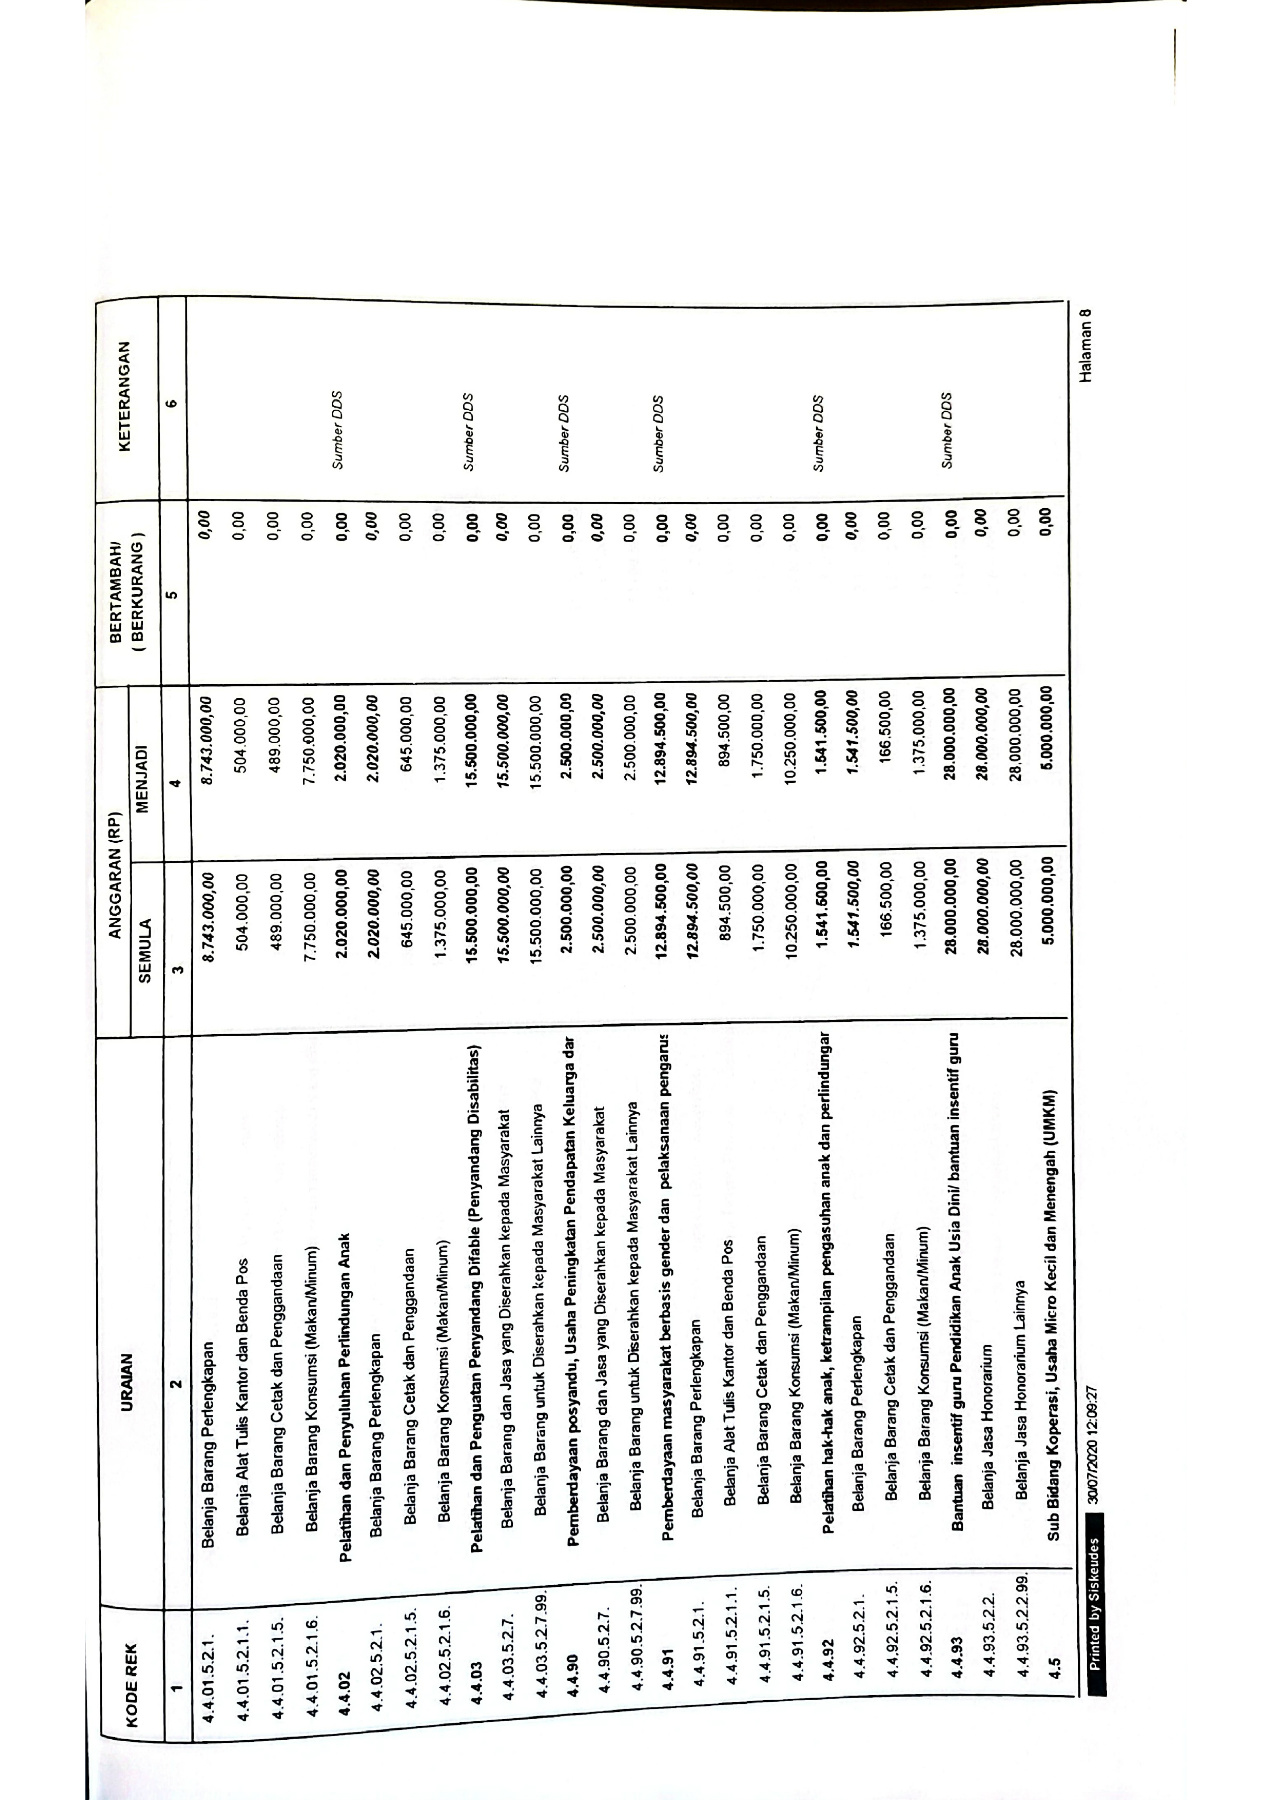 KODE REK URAIAN ANGGARAN (RP) BERTAMBAH/ ( BERKURANG ) KETERANGAN
SEMULA MENJADI
1 2 3 4 5 6
4.4.01.5.2.1. Belanja Barang Perlengkapan 8.743.000,00 8.743.000,00 0,00
4.4.01.5.2.1.1. Belanja Alat Tulis Kantor dan Benda Pos 504.000,00 504.000,00 0,00
4.4.01.5.2.1.5. Belanja Barang Cetak dan Penggandaan 489.000,00 489.000,00 0,00
4.4.01.5.2.1.6. Belanja Barang Konsumsi (Makan/Minum) 7.750.000,00 7.750.000,00 0,00
4.4.02 Pelatihan dan Penyuluhan Perlindungan Anak 2.020.000,00 2.020.000,00 0,00 Sumber DDS
4.4.02.5.2.1. Belanja Barang Perlengkapan 2.020.000,00 2.020.000,00 0,00
4.4.02.5.2.1.5. Belanja Barang Cetak dan Penggandaan 645.000,00 645.000,00 0,00
4.4.02.5.2.1.6. Belanja Barang Konsumsi (Makan/Minum) 1.375.000,00 1.375.000,00 0,00
4.4.03 Pelatihan dan Penguatan Penyandang Difable (Penyandang Disabilitas) 15.500.000,00 15.500.000,00 0,00 Sumber DDS
4.4.03.5.2.7. Belanja Barang dan Jasa yang Diserahkan kepada Masyarakat 15.500.000,00 15.500.000,00 0,00
4.4.03.5.2.7.99. Belanja Barang untuk Diserahkan kepada Masyarakat Lainnya 15.500.000,00 15.500.000,00 0,00
4.4.90 Pemberdayaan posyandu, Usaha Peningkatan Pendapatan Keluarga dar 2.500.000,00 2.500.000,00 0,00 Sumber DDS
4.4.90.5.2.7. Belanja Barang dan Jasa yang Diserahkan kepada Masyarakat 2.500.000,00 2.500.000,00 0,00
4.4.90.5.2.7.99. Belanja Barang untuk Diserahkan kepada Masyarakat Lainnya 2.500.000,00 2.500.000,00 0,00
4.4.91 Pemberdayaan masyarakat berbasis gender dan pelaksanaan pengarus 12.894.500,00 12.894.500,00 0,00 Sumber DDS
4.4.91.5.2.1. Belanja Barang Perlengkapan 12.894.500,00 12.894.500,00 0,00
4.4.91.5.2.1.1. Belanja Alat Tulis Kantor dan Benda Pos 894.500,00 894.500,00 0,00
4.4.91.5.2.1.5. Belanja Barang Cetak dan Penggandaan 1.750.000,00 1.750.000,00 0,00
4.4.91.5.2.1.6. Belanja Barang Konsumsi (Makan/Minum) 10.250.000,00 10.250.000,00 0,00
4.4.92 Pelatihan hak-hak anak, ketrampilan pengasuhan anak dan perlindungar 1.541.500,00 1.541.500,00 0,00 Sumber DDS
4.4.92.5.2.1. Belanja Barang Perlengkapan 1.541.500,00 1.541.500,00 0,00
4.4.92.5.2.1.5. Belanja Barang Cetak dan Penggandaan 166.500,00 166.500,00 0,00
4.4.92.5.2.1.6. Belanja Barang Konsumsi (Makan/Minum) 1.375.000,00 1.375.000,00 0,00
4.4.93 Bantuan insentif guru Pendidikan Anak Usia Dini/ bantuan insentif guru 28.000.000,00 28.000.000,00 0,00 Sumber DDS
4.4.93.5.2.2. Belanja Jasa Honorarium 28.000.000,00 28.000.000,00 0,00
4.4.93.5.2.2.99. Belanja Jasa Honorarium Lainnya 28.000.000,00 28.000.000,00 0,00
4.5 Sub Bidang Koperasi, Usaha Micro Kecil dan Menengah (UMKM) 5.000.000,00 5.000.000,00 0,00
Printed by Siskeudes 30/07/2020 12:09:27 Halaman 8